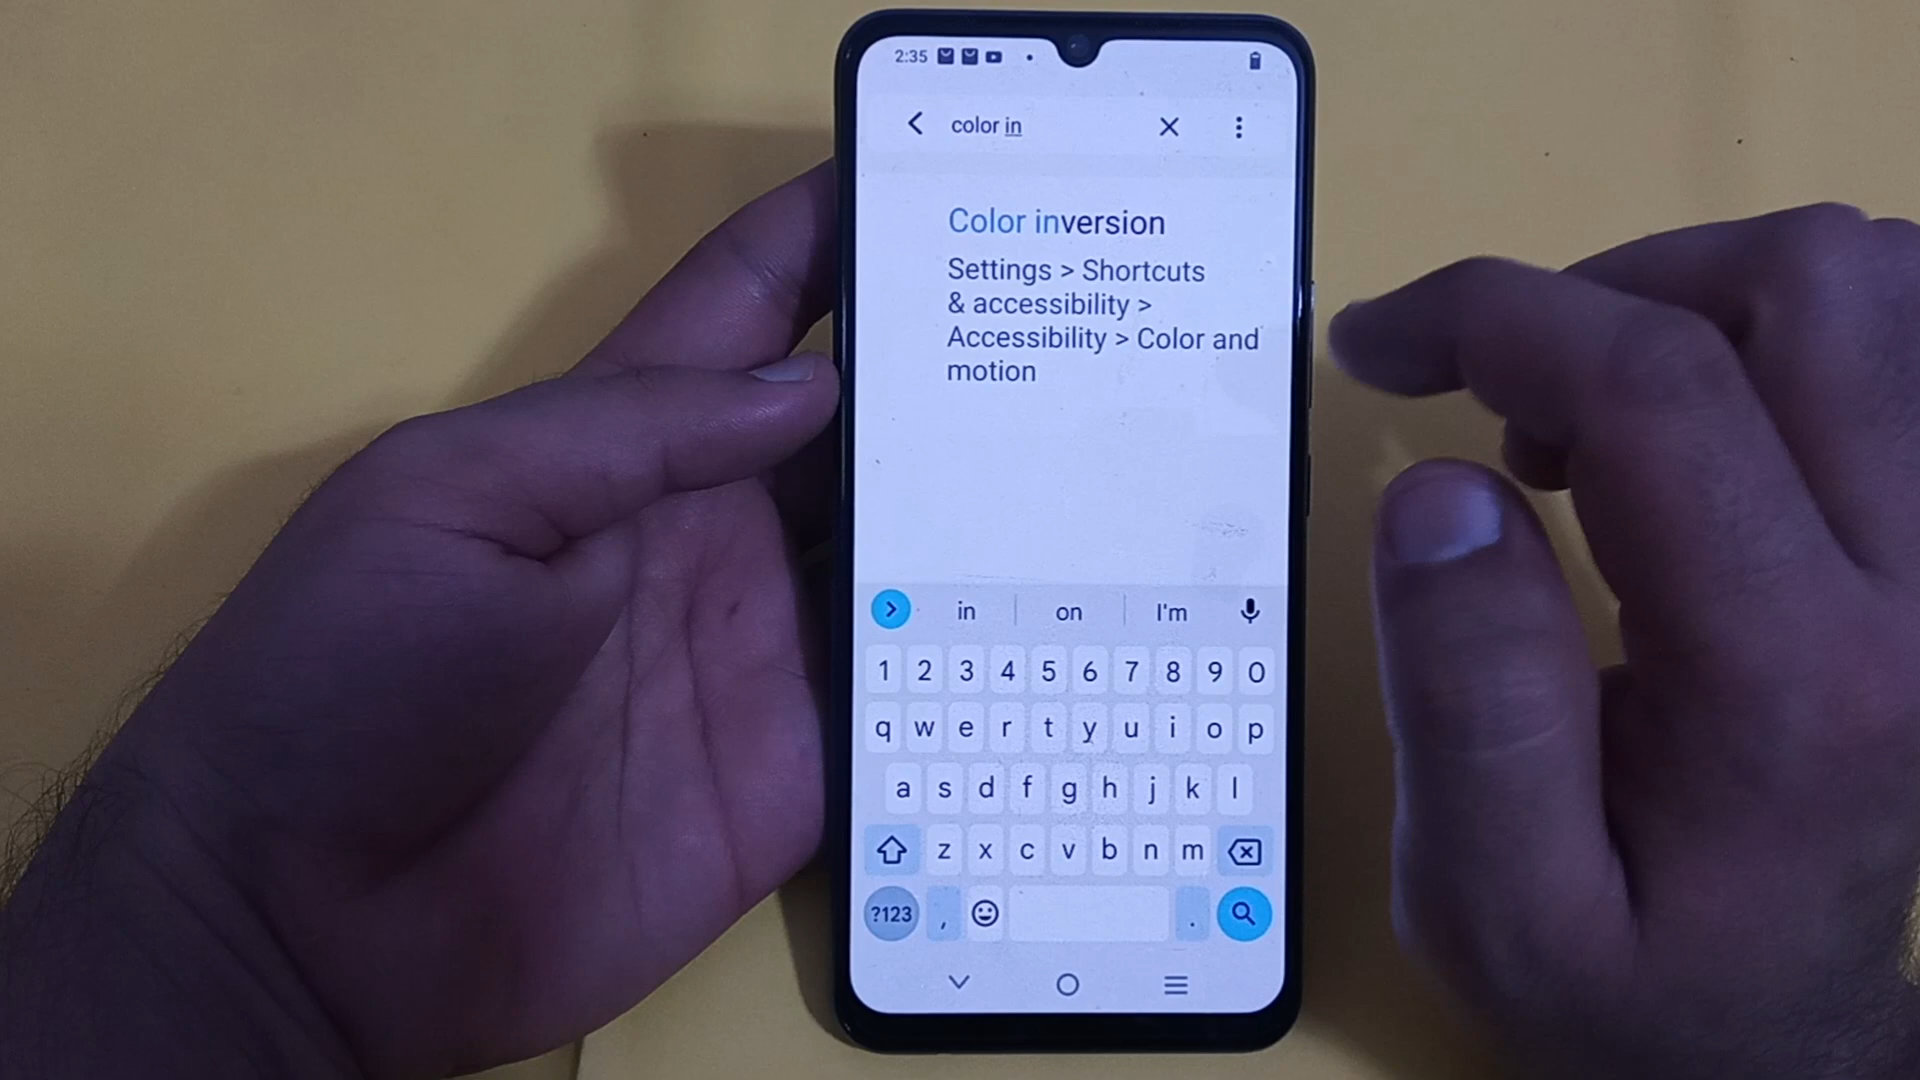 2:35
color in
Color inversion
Settings > Shortcuts
& accessibility >
Accessibility > Color and
motion
in on I'm
1 2 3 4 5 6 7 8 9 0
q w e r t y u i o p
a s d f g h j k l
z x c v b n m
?123 , .